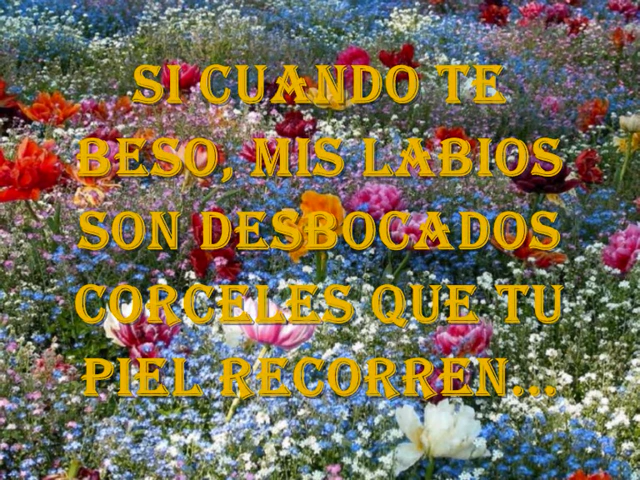 SI CUANDO TE
BESO, MIS LABIOS
SON DESBOCADOS
CORCELES QUE TU
PIEL RECORREN...